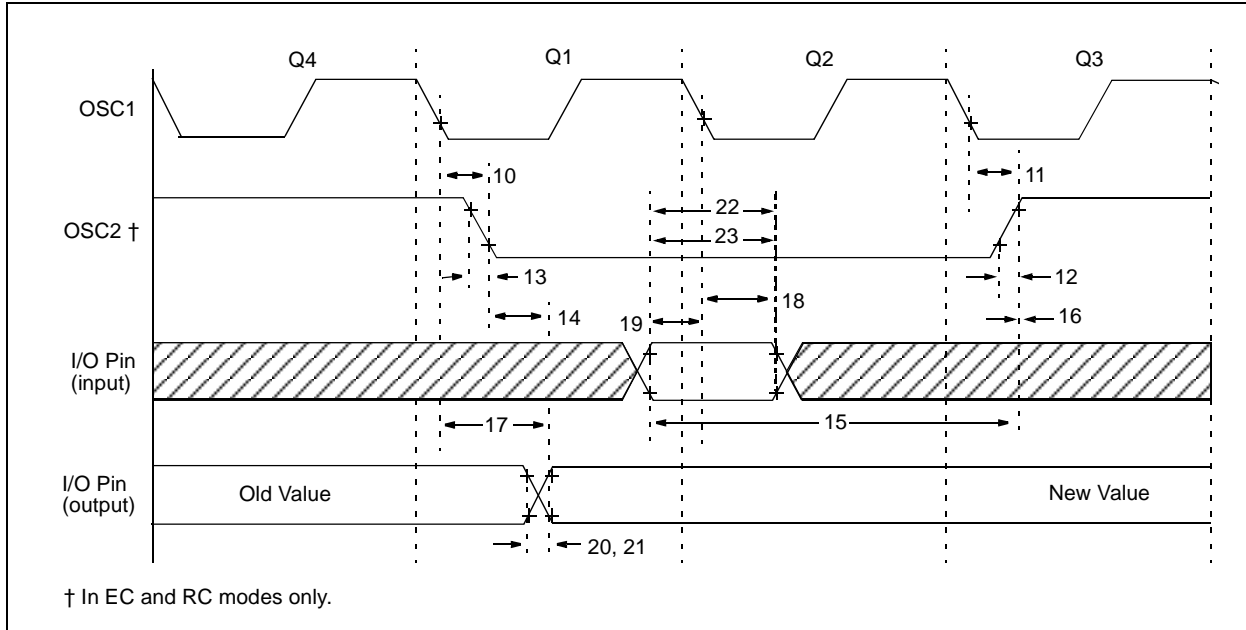 Q4 Q1 Q2 Q3
OSC1
10 11
22
OSC2 †
23
13 12
18
14 19 16
I/O Pin
(input)
17 15
I/O Pin
(output)
Old Value New Value
20, 21
† In EC and RC modes only.